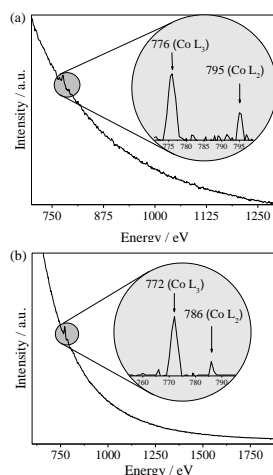 (a)
776 (Co L3)
795 (Co L2)
775 780 785 790 795
Intensity / a.u.
750 875 1000 1125 1250
Energy / eV
(b)
772 (Co L3)
786 (Co L2)
760 770 780 790
Intensity / a.u.
750 1000 1250 1500 1750
Energy / eV